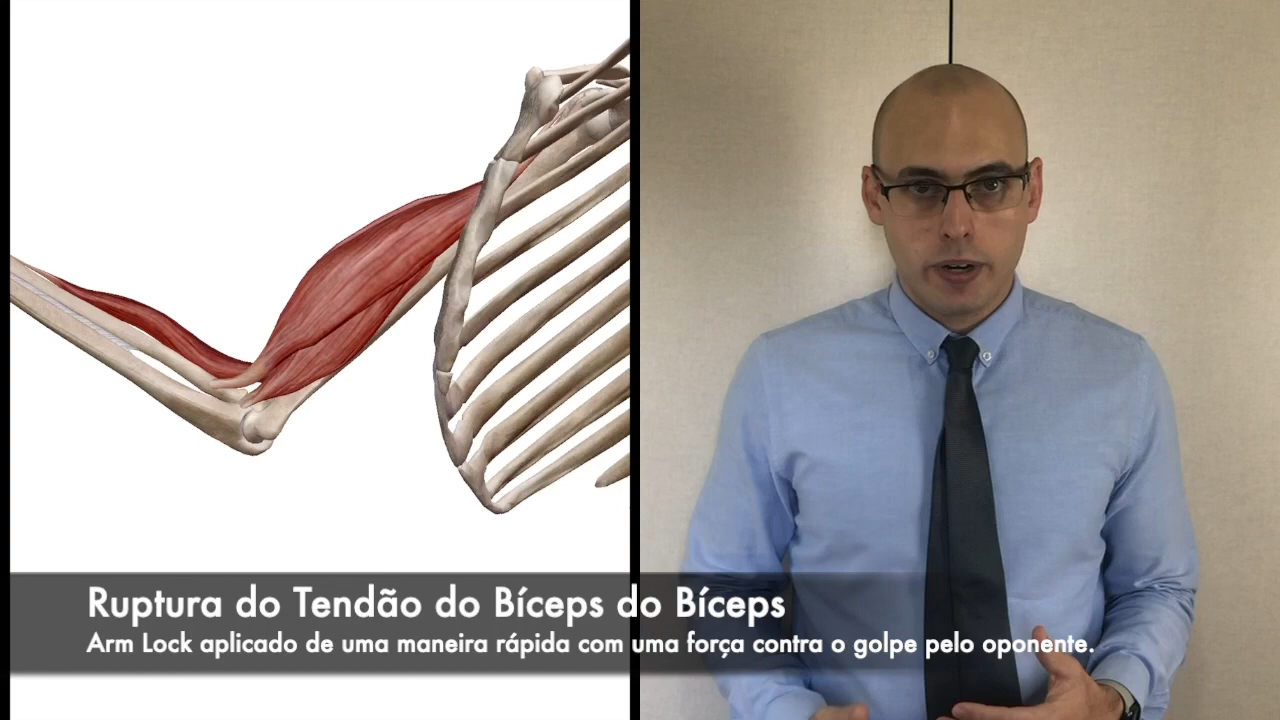 Ruptura do Tendão do Bíceps do Bíceps
Arm Lock aplicado de uma maneira rápida com uma força contra o golpe pelo oponente.